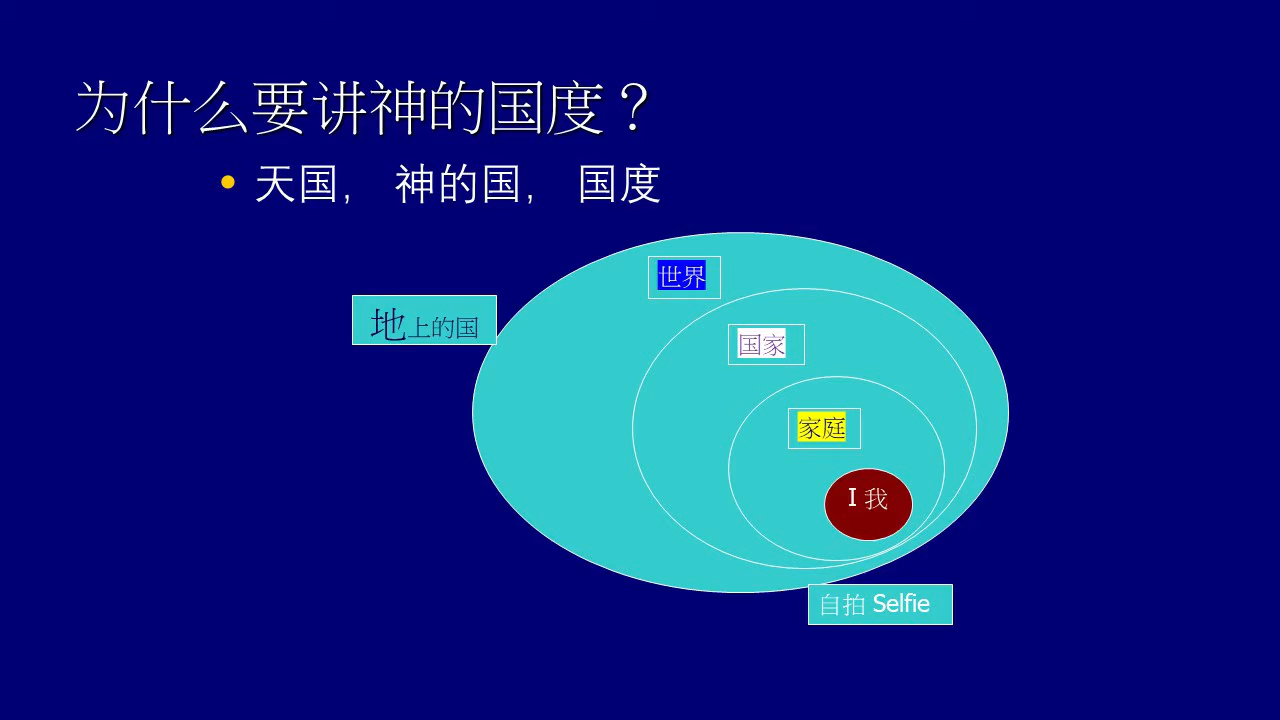 为什么要讲神的国度？
天国， 神的国， 国度
世界
地上的国
国家
家庭
I 我
自拍 Selfie